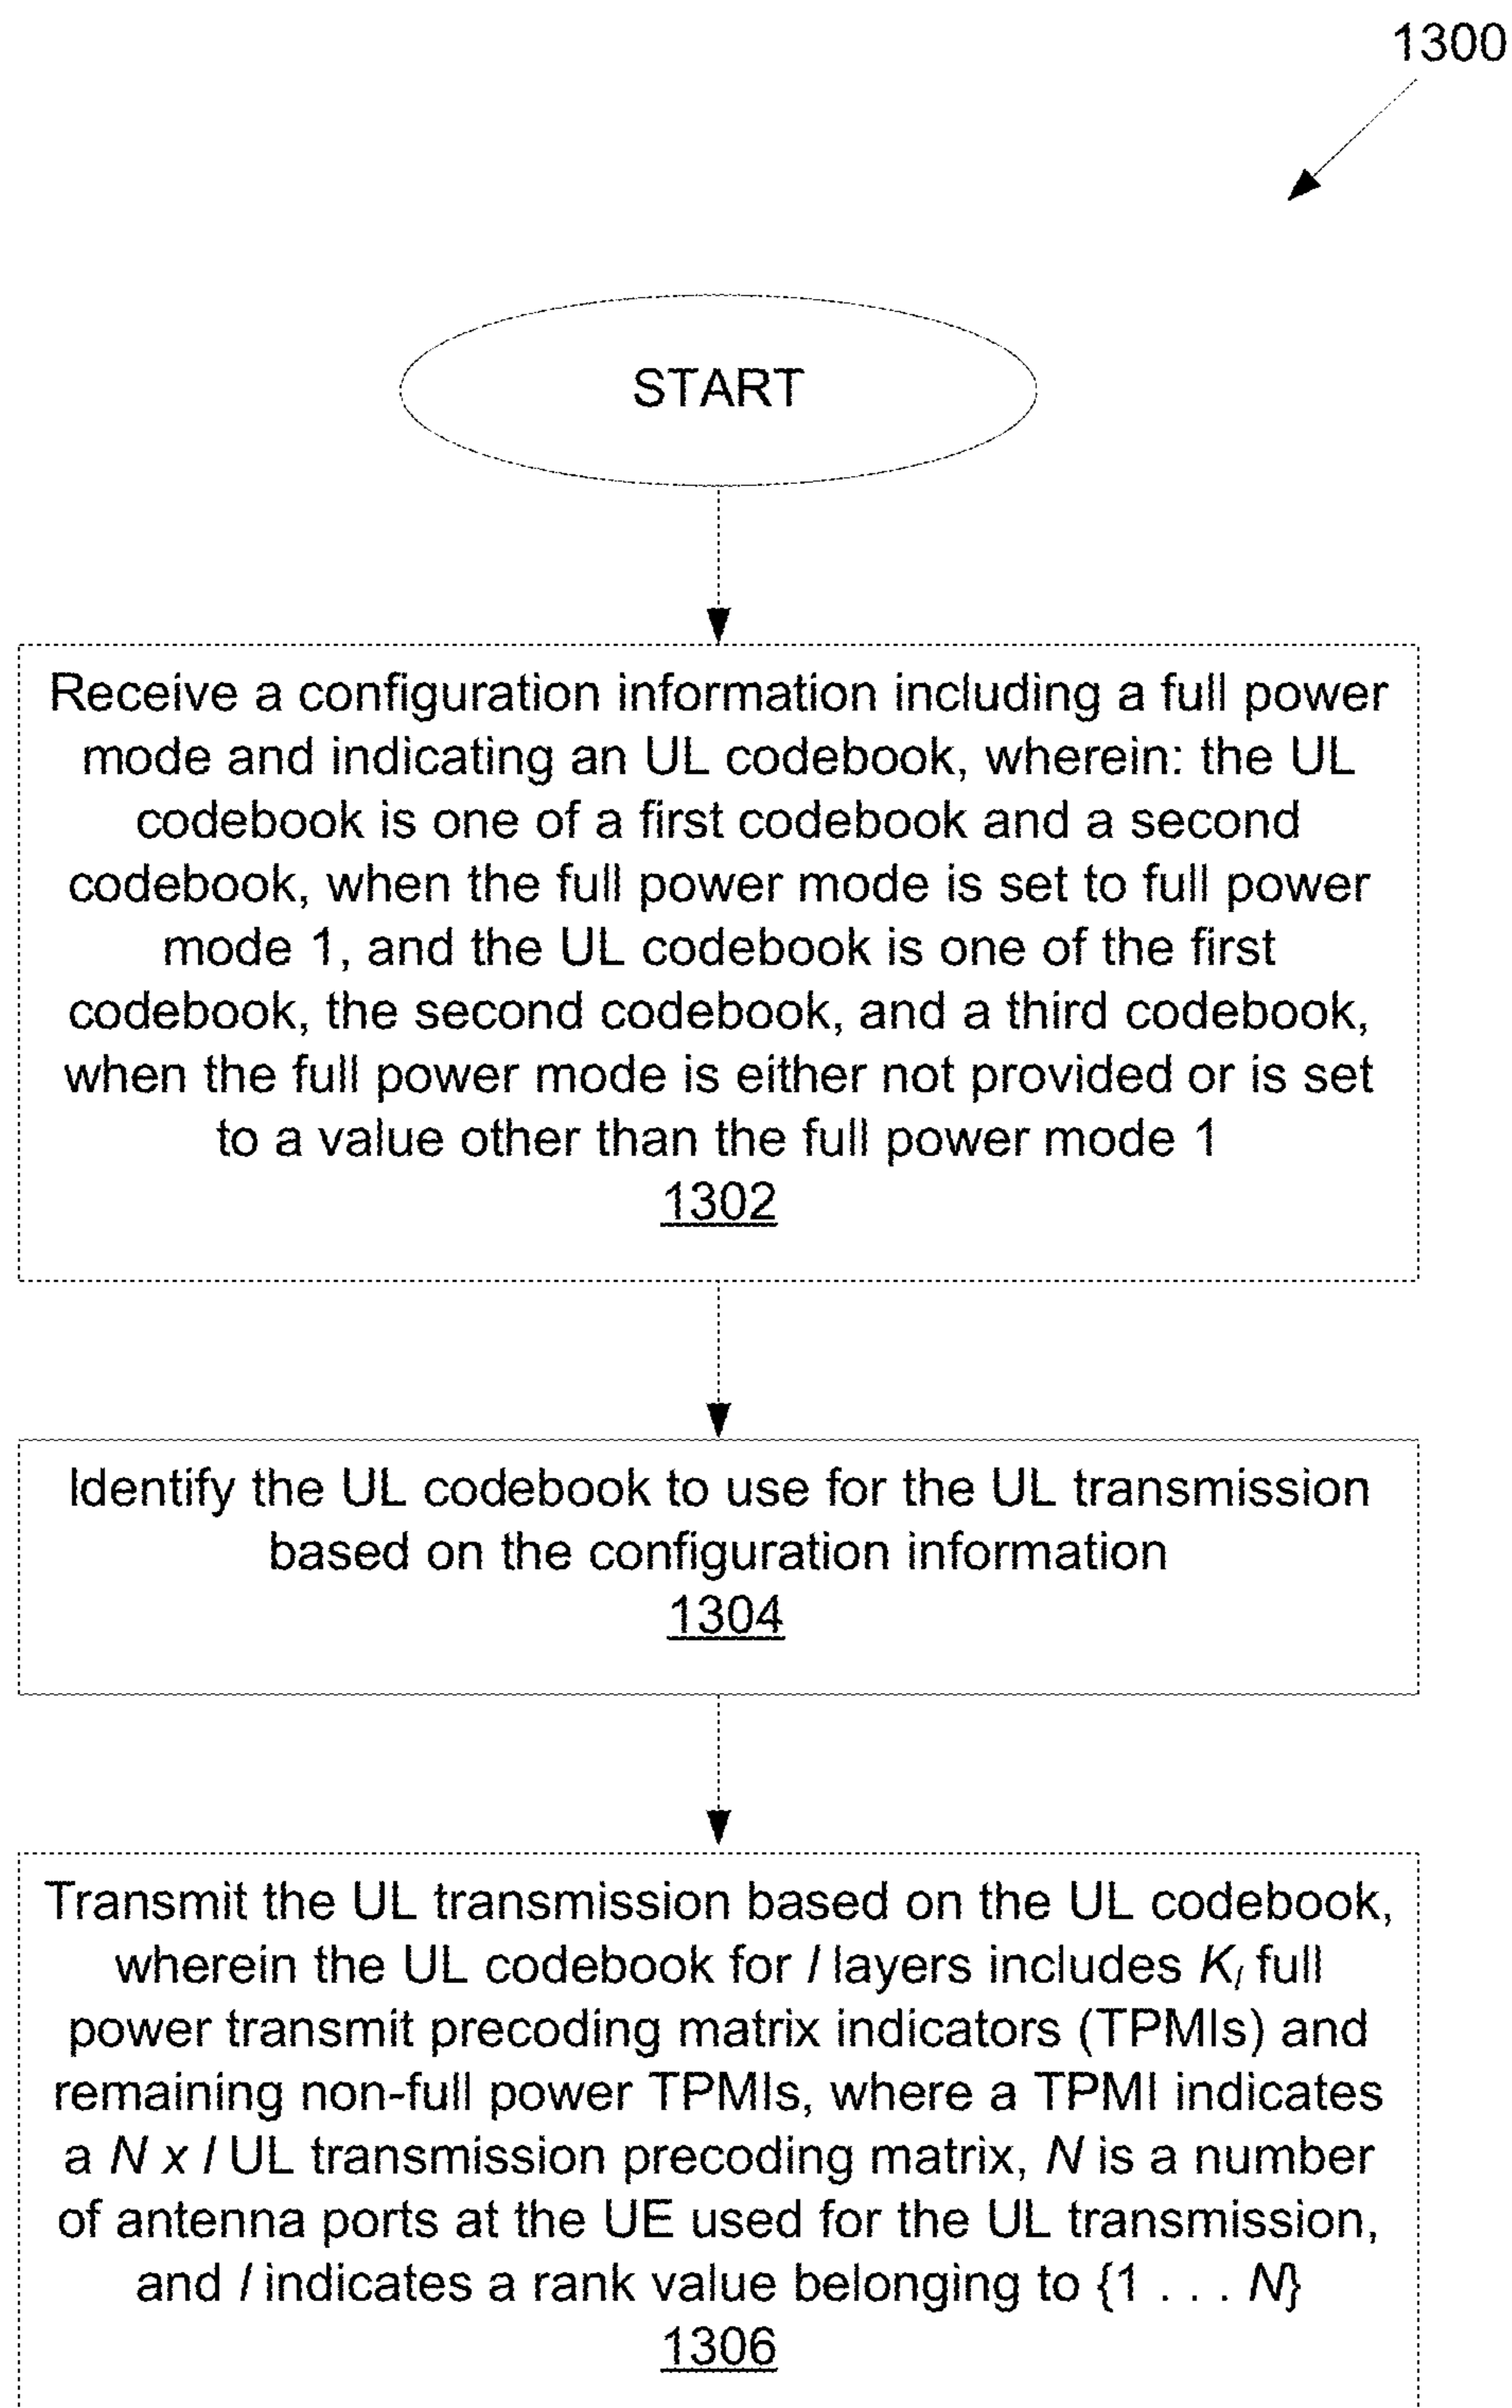 1300
START
Receive a configuration information including a full power
mode and indicating an UL codebook, wherein: the UL
codebook is one of a first codebook and a second
codebook, when the full power mode is set to full power
mode 1, and the UL codebook is one of the first
codebook, the second codebook, and a third codebook,
when the full power mode is either not provided or is set
to a value other than the full power mode 1
1302
Identify the UL codebook to use for the UL transmission
based on the configuration information
1304
Transmit the UL transmission based on the UL codebook,
wherein the UL codebook for l layers includes Kₗ full
power transmit precoding matrix indicators (TPMIs) and
remaining non-full power TPMIs, where a TPMI indicates
a N x l UL transmission precoding matrix, N is a number
of antenna ports at the UE used for the UL transmission,
and l indicates a rank value belonging to {1 . . . N}
1306